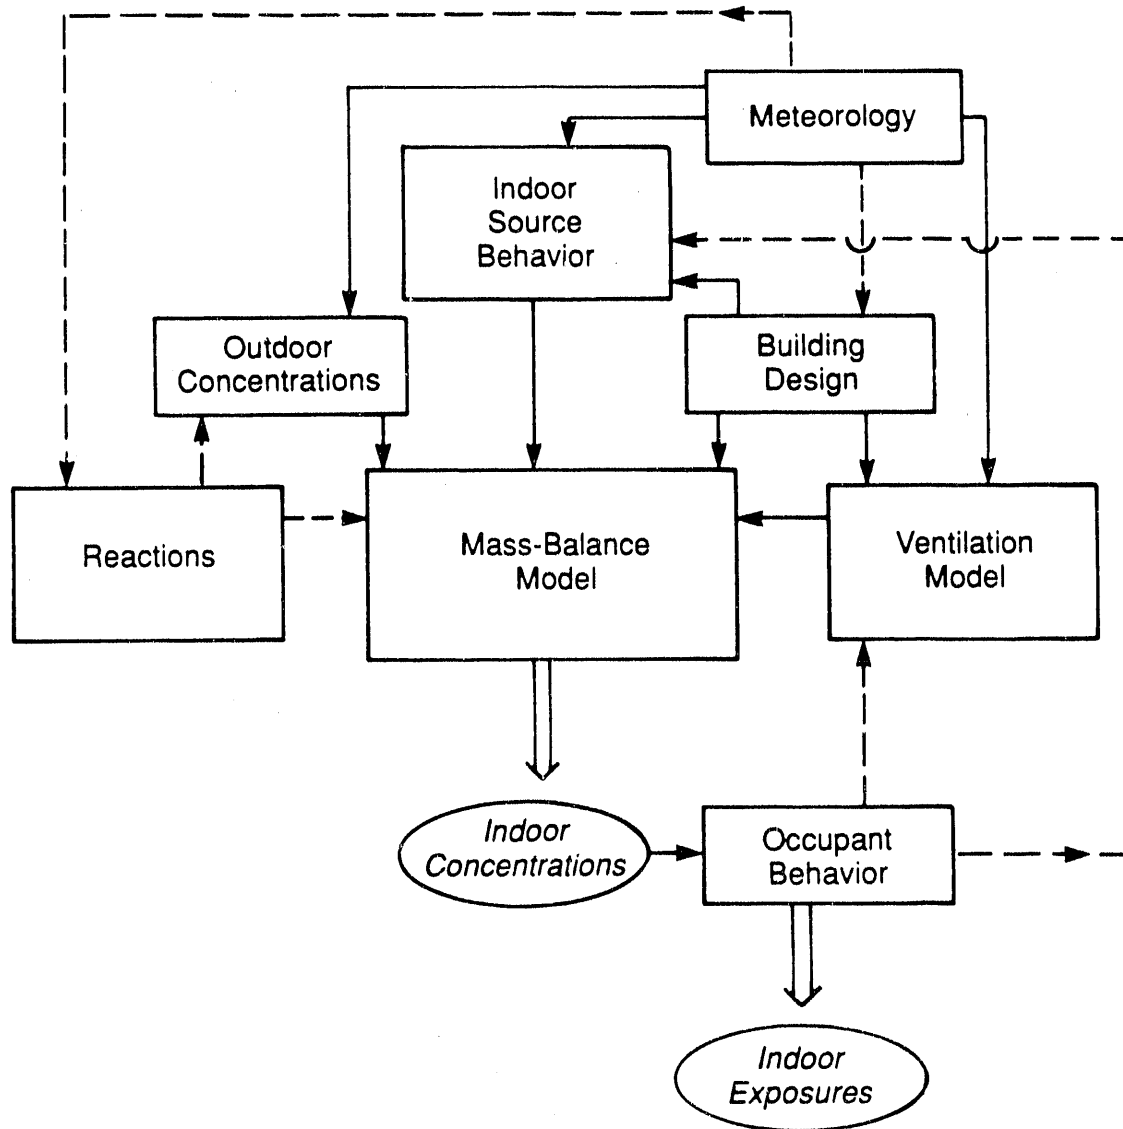 Meteorology
Indoor
Source
Behavior
Outdoor
Concentrations
Building
Design
Reactions
Mass-Balance
Model
Ventilation
Model
Indoor
Concentrations
Occupant
Behavior
Indoor
Exposures